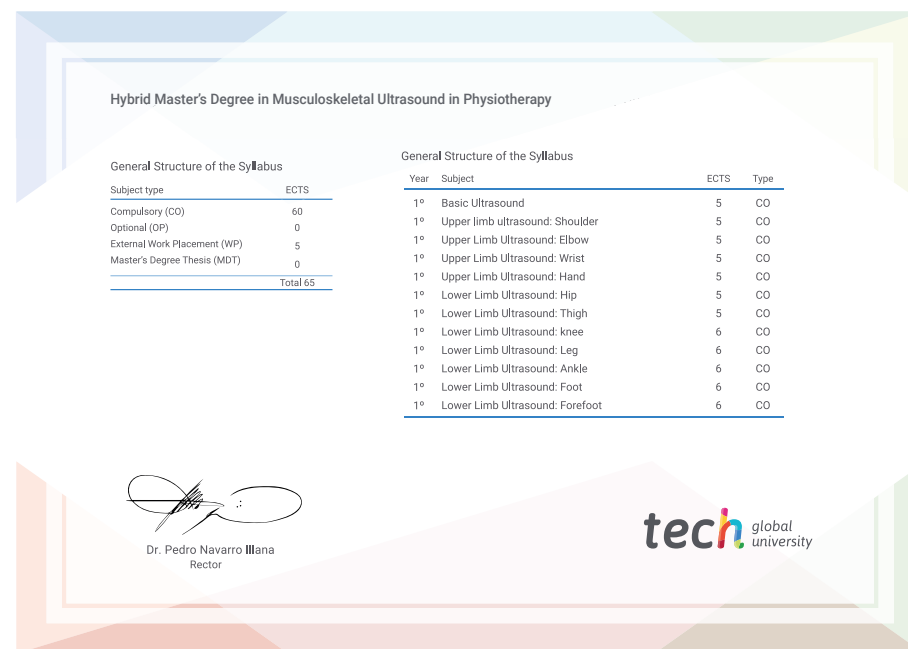 Hybrid Master's Degree in Musculoskeletal Ultrasound in Physiotherapy
General Structure of the Syllabus
Subject type ECTS
Compulsory (CO) 60
Optional (OP) 0
External Work Placement (WP) 5
Master's Degree Thesis (MDT) 0
Total 65
General Structure of the Syllabus
Year Subject ECTS Type
1º Basic Ultrasound 5 CO
1º Upper limb ultrasound: Shoulder 5 CO
1º Upper Limb Ultrasound: Elbow 5 CO
1º Upper Limb Ultrasound: Wrist 5 CO
1º Upper Limb Ultrasound: Hand 5 CO
1º Lower Limb Ultrasound: Hip 5 CO
1º Lower Limb Ultrasound: Thigh 5 CO
1º Lower Limb Ultrasound: knee 6 CO
1º Lower Limb Ultrasound: Leg 6 CO
1º Lower Limb Ultrasound: Ankle 6 CO
1º Lower Limb Ultrasound: Foot 6 CO
1º Lower Limb Ultrasound: Forefoot 6 CO
Dr. Pedro Navarro Illana
Rector
tech global
university